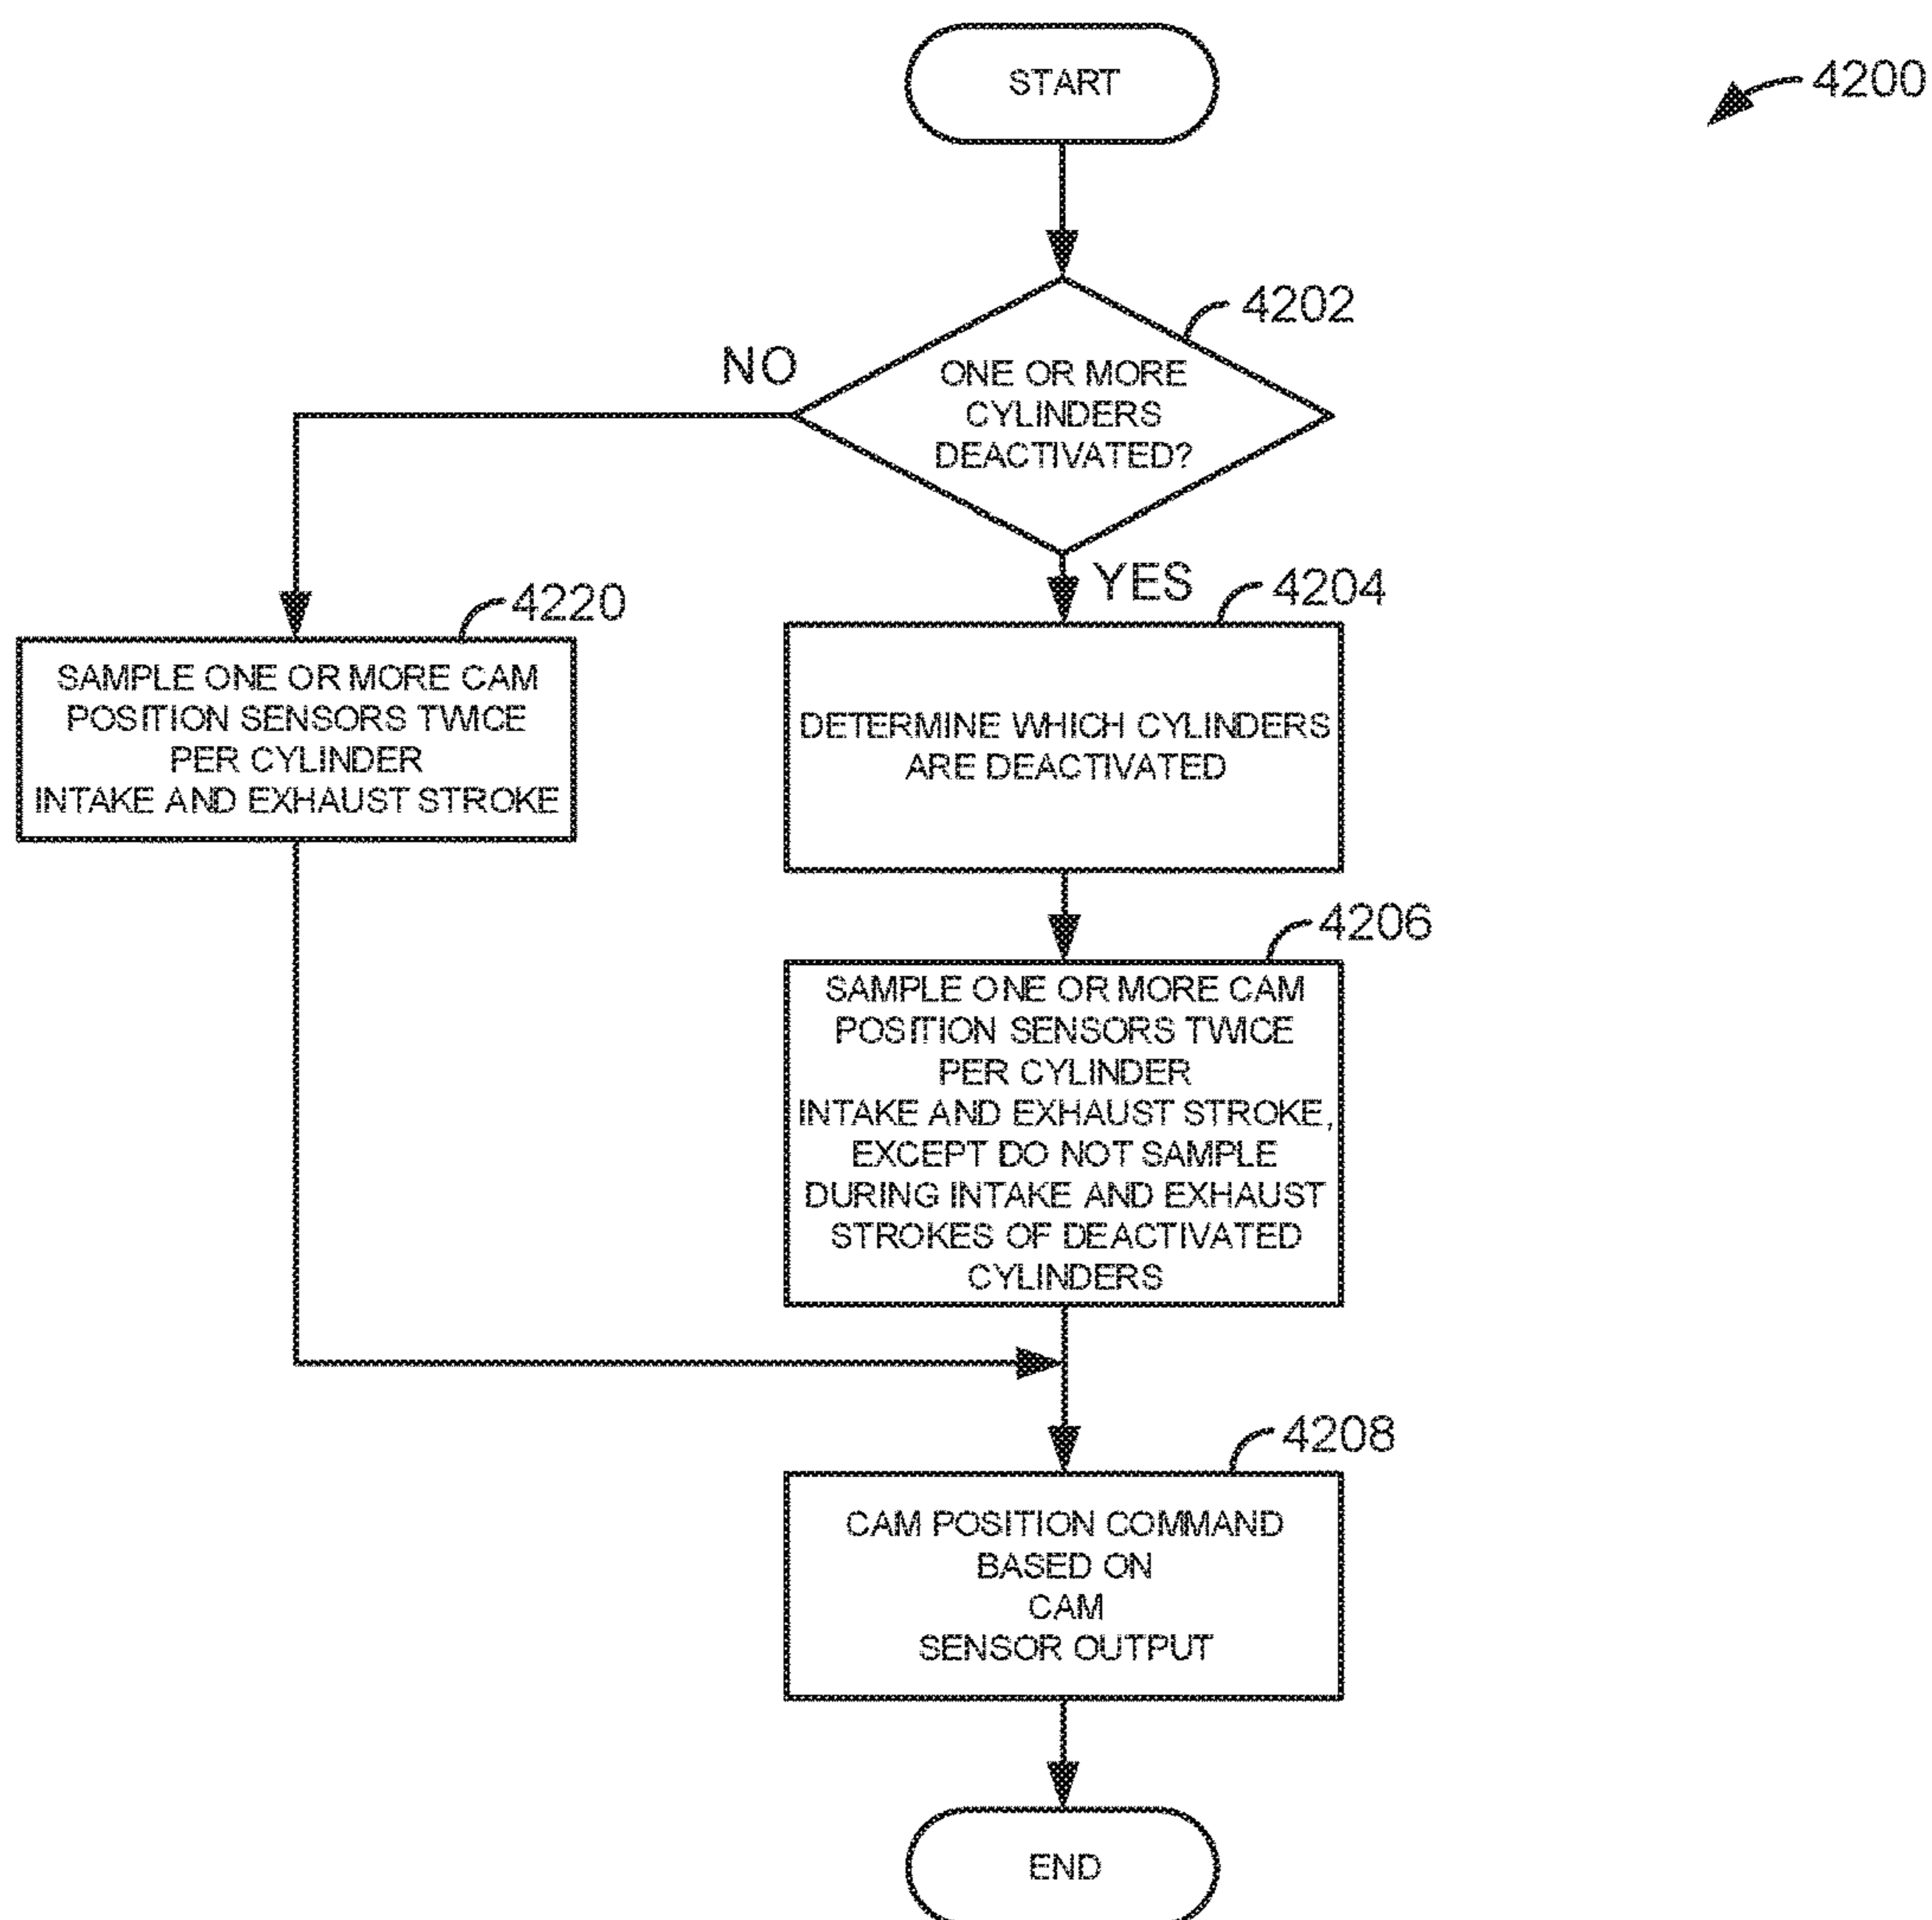 START
4200
4202
ONE OR MORE
CYLINDERS
DEACTIVATED?
NO
YES
4220
SAMPLE ONE OR MORE CAM
POSITION SENSORS TWICE
PER CYLINDER
INTAKE AND EXHAUST STROKE
4204
DETERMINE WHICH CYLINDERS
ARE DEACTIVATED
4206
SAMPLE ONE OR MORE CAM
POSITION SENSORS TWICE
PER CYLINDER
INTAKE AND EXHAUST STROKE,
EXCEPT DO NOT SAMPLE
DURING INTAKE AND EXHAUST
STROKES OF DEACTIVATED
CYLINDERS
4208
CAM POSITION COMMAND
BASED ON
CAM
SENSOR OUTPUT
END